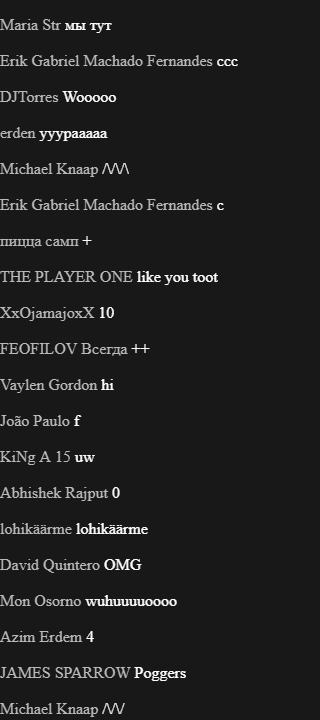 Maria Str мы тут
Erik Gabriel Machado Fernandes ccc
DJTorres Wooooo
erden yyypaaaaa
Michael Knaap /\/\/\
Erik Gabriel Machado Fernandes c
пицца самп +
THE PLAYER ONE like you toot
XxOjamajoxX 10
FEOFILOV Всегда ++
Vaylen Gordon hi
João Paulo f
KiNg A 15 uw
Abhishek Rajput 0
lohikäärme lohikäärme
David Quintero OMG
Mon Osorno wuhuuuuoooo
Azim Erdem 4
JAMES SPARROW Poggers
Michael Knaap /\/\/